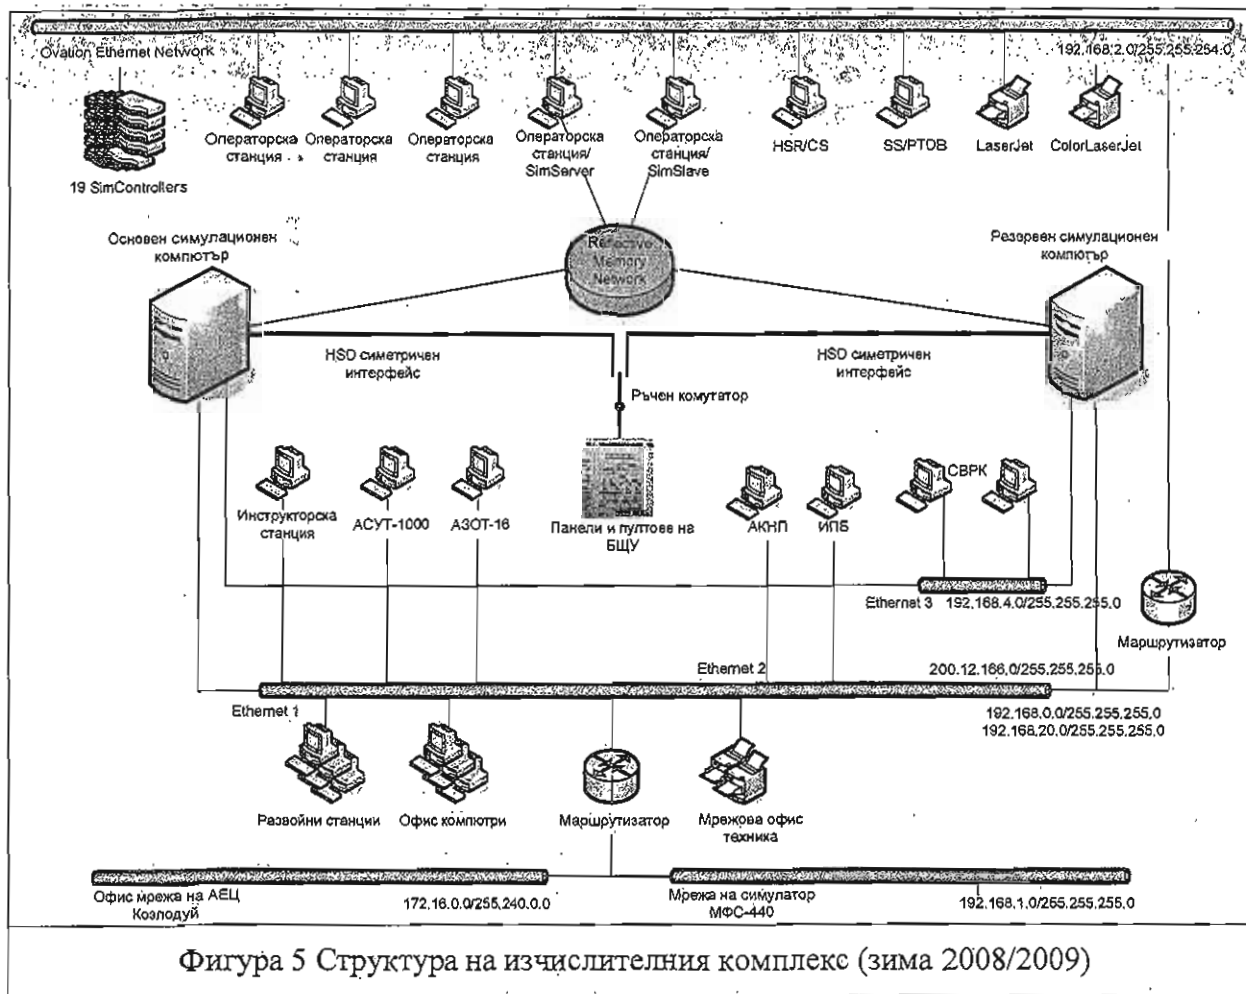 Ovation Ethernet Network
192.168.2.0/255.255.254.0
Операторска
станция
Операторска
станция
Операторска
станция
Операторска
станция/
SimServer
Операторска
станция/
SimSlave
HSR/CS
SS/PTOB
LaserJet
ColorLaserJet
19 SimControllers
Основен симулационен
компютър
Reflective
Memory
Network
Резервен симулационен
компютър
HSD симетричен
интерфейс
HSD симетричен
интерфейс
Ръчен комутатор
Инструкторска
станция
АСУТ-1000
АЗОТ-16
Панели и пултове на
БЩУ
АКНП
ИПБ
СВРК
Ethernet 3
192.168.4.0/255.255.255.0
Маршрутизатор
Ethernet 2
200.12.166.0/255.255.255.0
Ethernet 1
192.168.0.0/255.255.255.0
192.168.20.0/255.255.255.0
Развойни станции
Офис компютри
Маршрутизатор
Мрежова офис
техника
Офис мрежа на АЕЦ
Козлодуй
172.16.0.0/255.240.0.0
Мрежа на симулатор
МФС-440
192.168.1.0/255.255.255.0
Фигура 5 Структура на изчислителния комплекс (зима 2008/2009)